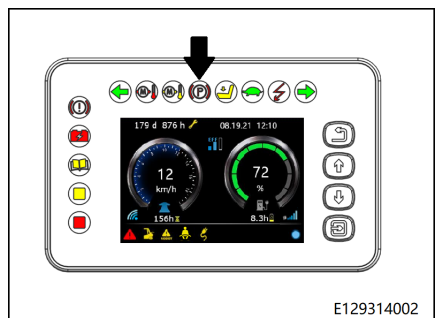 (M) (M) (P)
179 d 876 h 08.19.21 12:10
12 72
km/h %
156h 8.3h
E129314002